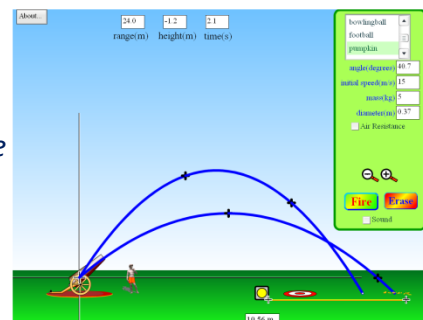 About...
24.0 -1.2 2.1
range(m) height(m) time(s)
bowlingball
football
pumpkin
angle(degrees) 40.7
initial speed(m/s) 15
mass(kg) 5
diameter(m) 0.37
Air Resistance
Fire Erase
Sound
e
10.56 m